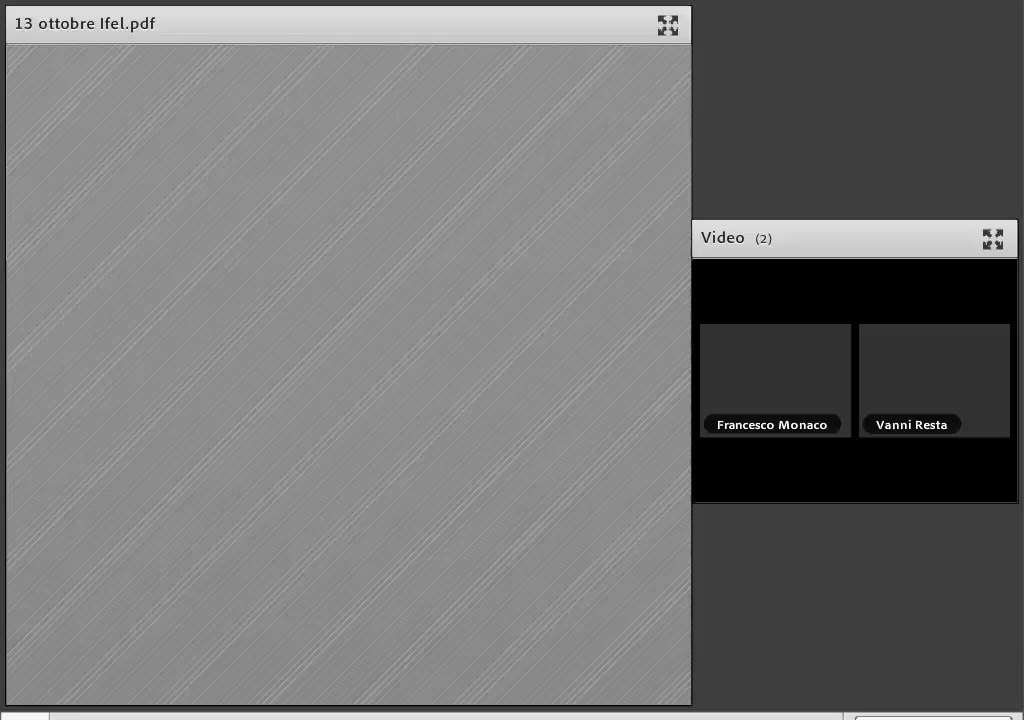 13 ottobre Ifel.pdf
Video (2)
Francesco Monaco
Vanni Resta